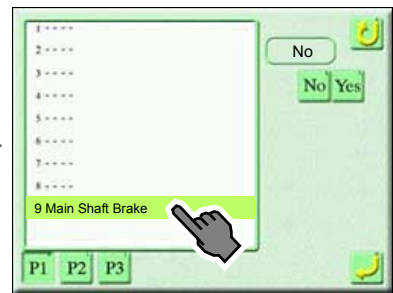 1 ----
2 ----
3 ----
4 ----
5 ----
6 ----
7 ----
8 ----
9 Main Shaft Brake
No
No Yes
P1 P2 P3